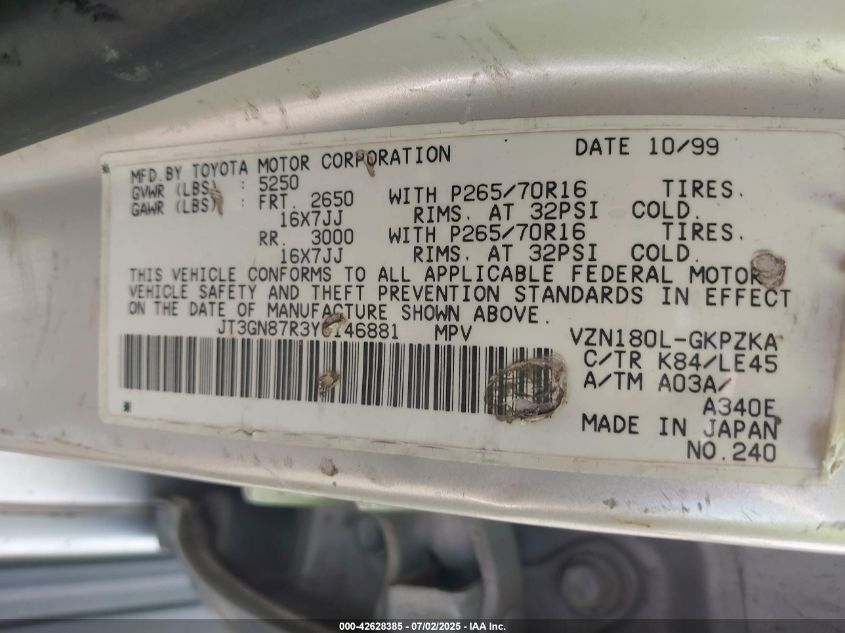 MFD. BY TOYOTA MOTOR CORPORATION DATE 10/99
GVWR (LBS) : 5250
GAWR (LBS) : FRT. 2650 WITH P265/70R16 TIRES.
16X7JJ RIMS. AT 32PSI COLD.
RR. 3000 WITH P265/70R16 TIRES.
16X7JJ RIMS. AT 32PSI COLD.
THIS VEHICLE CONFORMS TO ALL APPLICABLE FEDERAL MOTOR
VEHICLE SAFETY AND THEFT PREVENTION STANDARDS IN EFFECT
ON THE DATE OF MANUFACTURE SHOWN ABOVE.
MPV VZN180L-GKPZKA
C/TR K84/LE45
A/TM A03A/
A340E
MADE IN JAPAN
NO.240
000-42628385 - 07/02/2025 - IAA Inc.